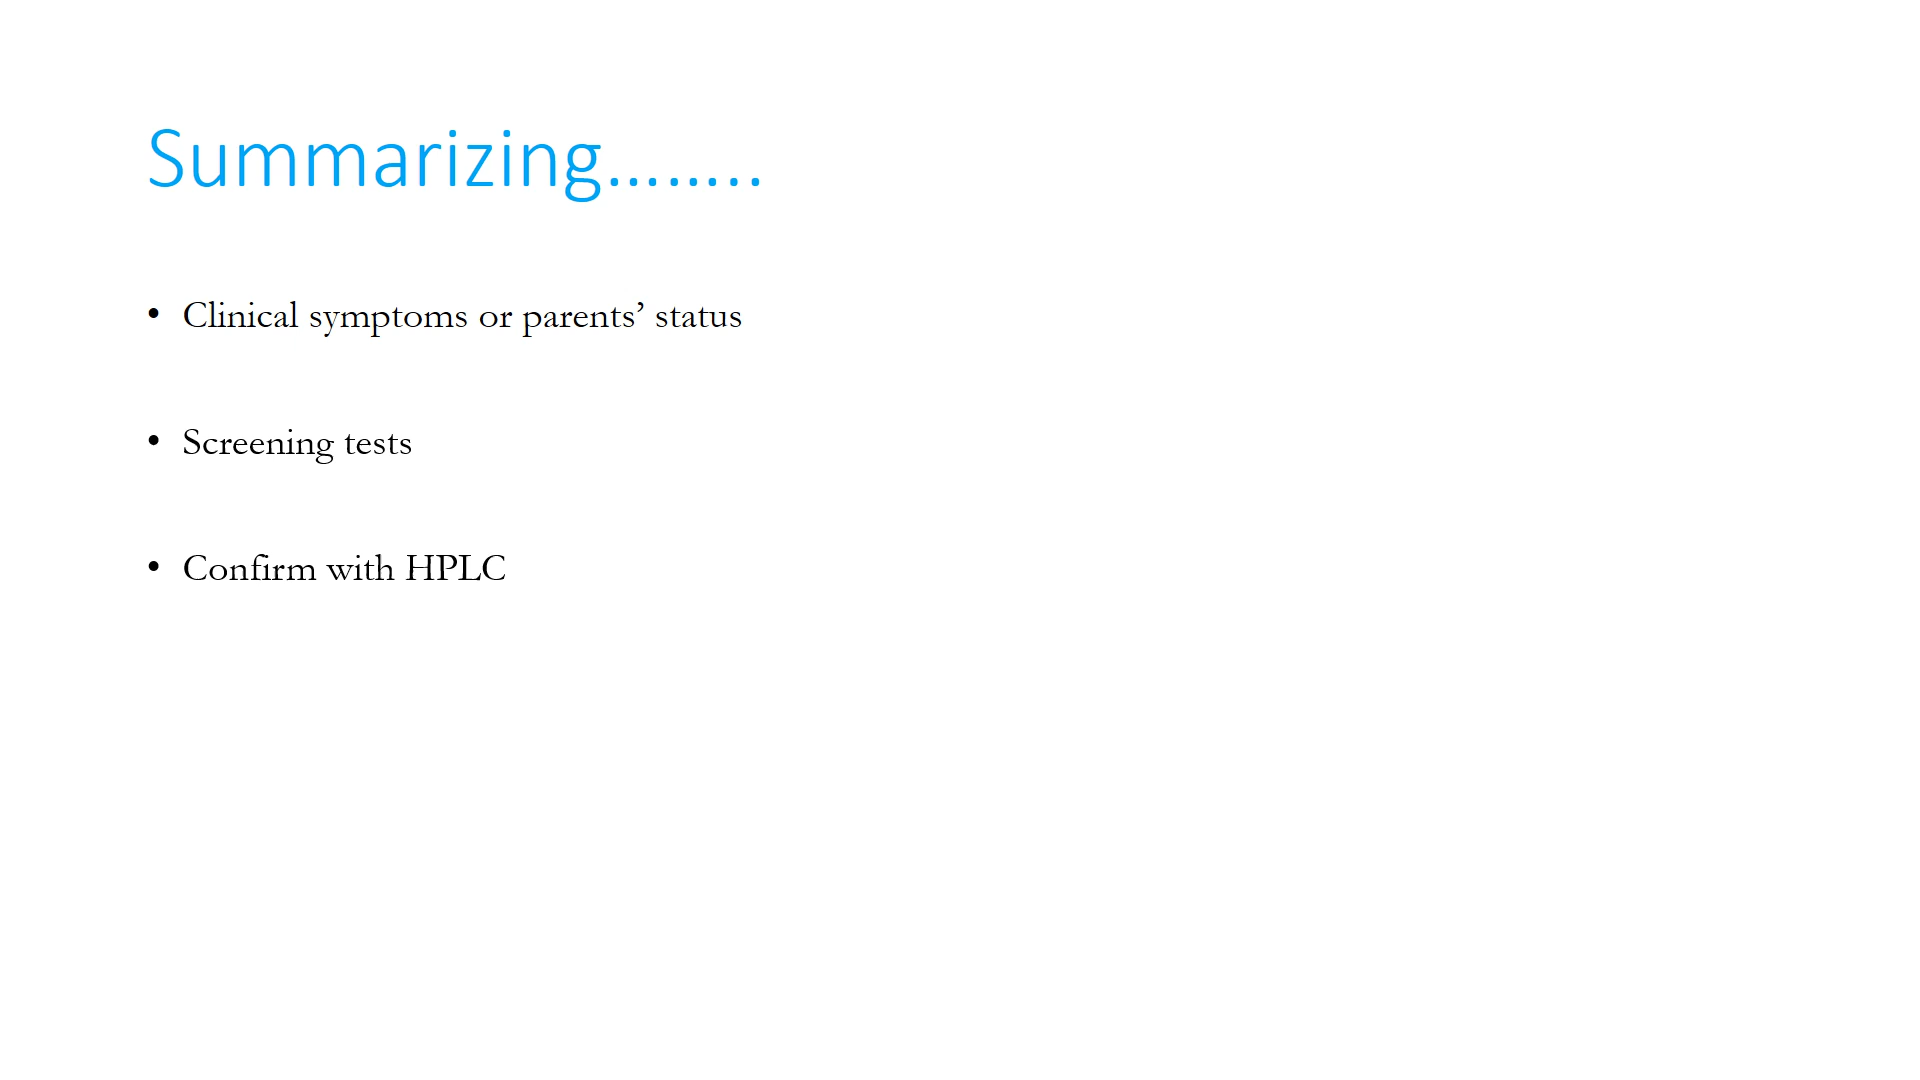 Summarizing........
• Clinical symptoms or parents’ status
• Screening tests
• Confirm with HPLC